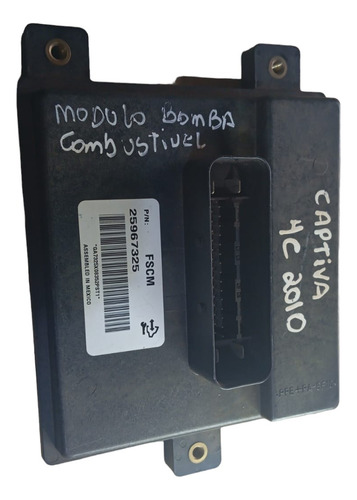 MODULO BOMBA
COMBUSTIVEL
CAPTIVA
4C 2010
P/N:
FSCM
25967325
ASSEMBLED IN MEXICO